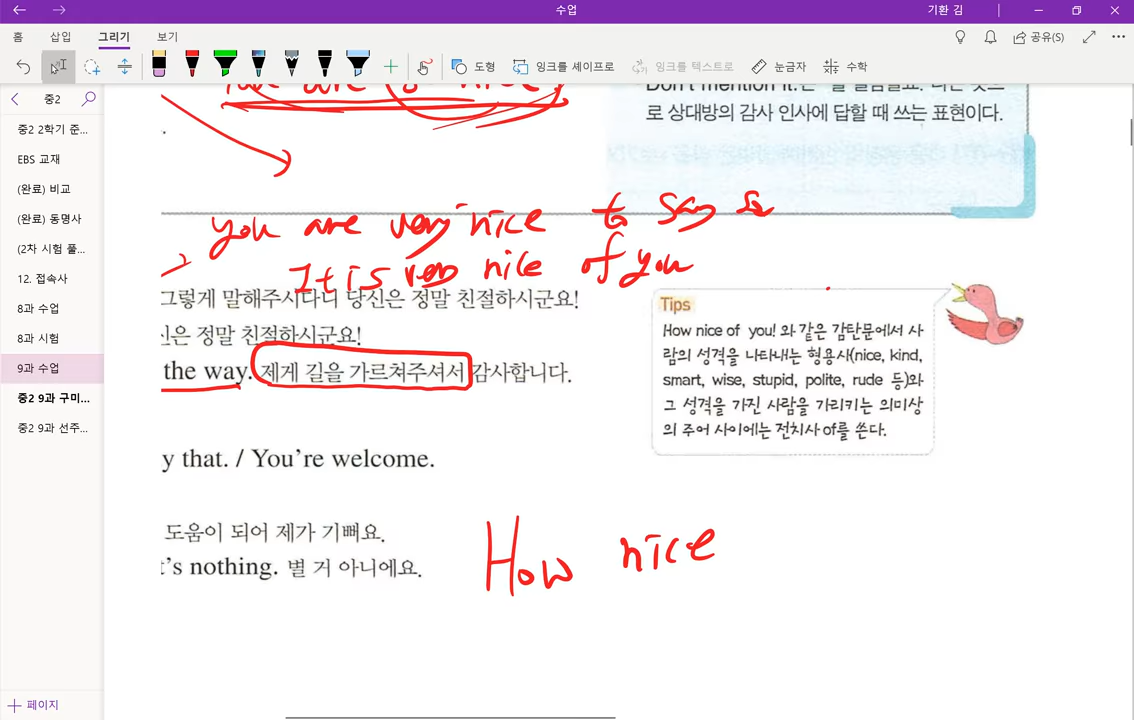 수업
기환 김
홈 삽입 그리기 보기
공유(S)
도형 잉크를 셰이프로 잉크를 텍스트로 눈금자 수학
중2
중2 2학기 준...
EBS 교재
(완료) 비교
(완료) 동명사
(2차 시험 풀...
12. 접속사
8과 수업
8과 시험
9과 수업
중2 9과 구미...
중2 9과 선주...
페이지
로 상대방의 감사 인사에 답할 때 쓰는 표현이다.
you are very nice to say so
It is very nice of you
그렇게 말해주시다니 당신은 정말 친절하시군요!
신은 정말 친절하시군요!
the way. 제게 길을 가르쳐주셔서 감사합니다.
y that. / You're welcome.
도움이 되어 제가 기뻐요.
t's nothing. 별 거 아니에요.
Tips
How nice of you! 와 같은 감탄문에서 사
람의 성격을 나타내는 형용사(nice, kind,
smart, wise, stupid, polite, rude 등)와
그 성격을 가진 사람을 가리키는 의미상
의 주어 사이에는 전치사 of를 쓴다.
How nice